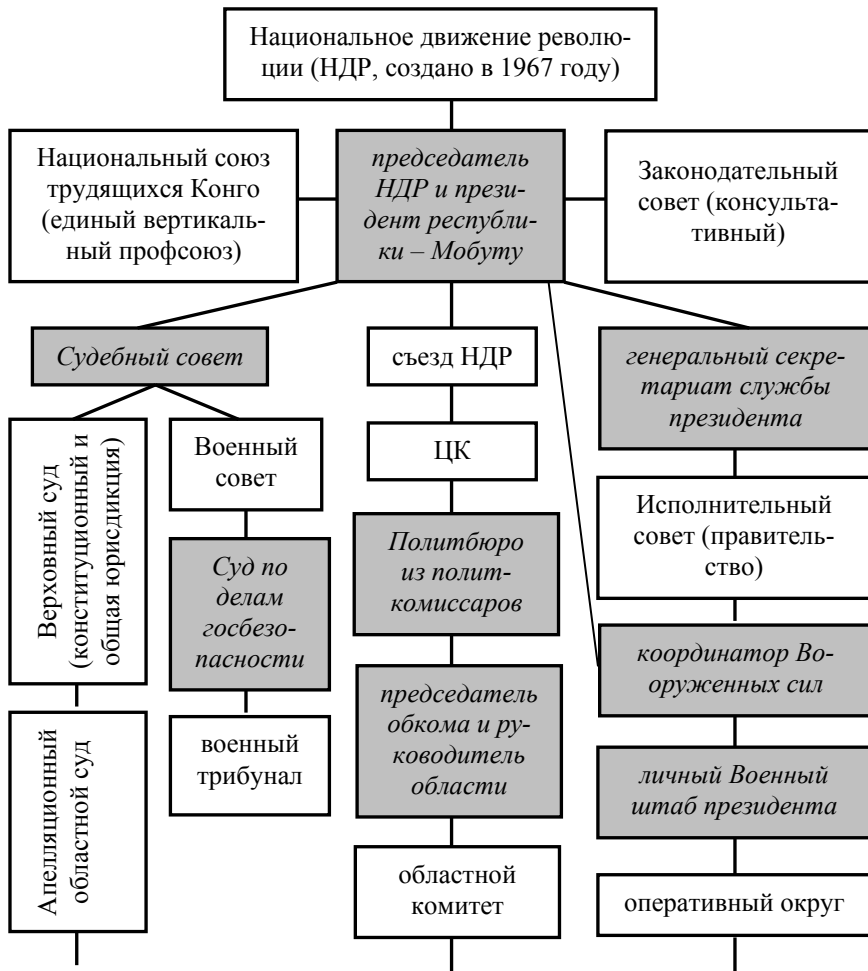 Национальное движение револю-
ции (НДР, создано в 1967 году)
Национальный союз
трудящихся Конго
(единый вертикаль-
ный профсоюз)
председатель
НДР и прези-
дент республи-
ки – Мобуту
Законодательный
совет (консульта-
тивный)
Судебный совет
съезд НДР
генеральный секре-
тариат службы
президента
Верховный суд
(конституционный и
общая юрисдикция)
Военный
совет
ЦК
Исполнительный
совет (правитель-
ство)
Суд по
делам
госбезо-
пасности
Политбюро
из полит-
комиссаров
координатор Во-
оруженных сил
Апелляционный
областной суд
военный
трибунал
председатель
обкома и ру-
ководитель
области
личный Военный
штаб президента
областной
комитет
оперативный округ